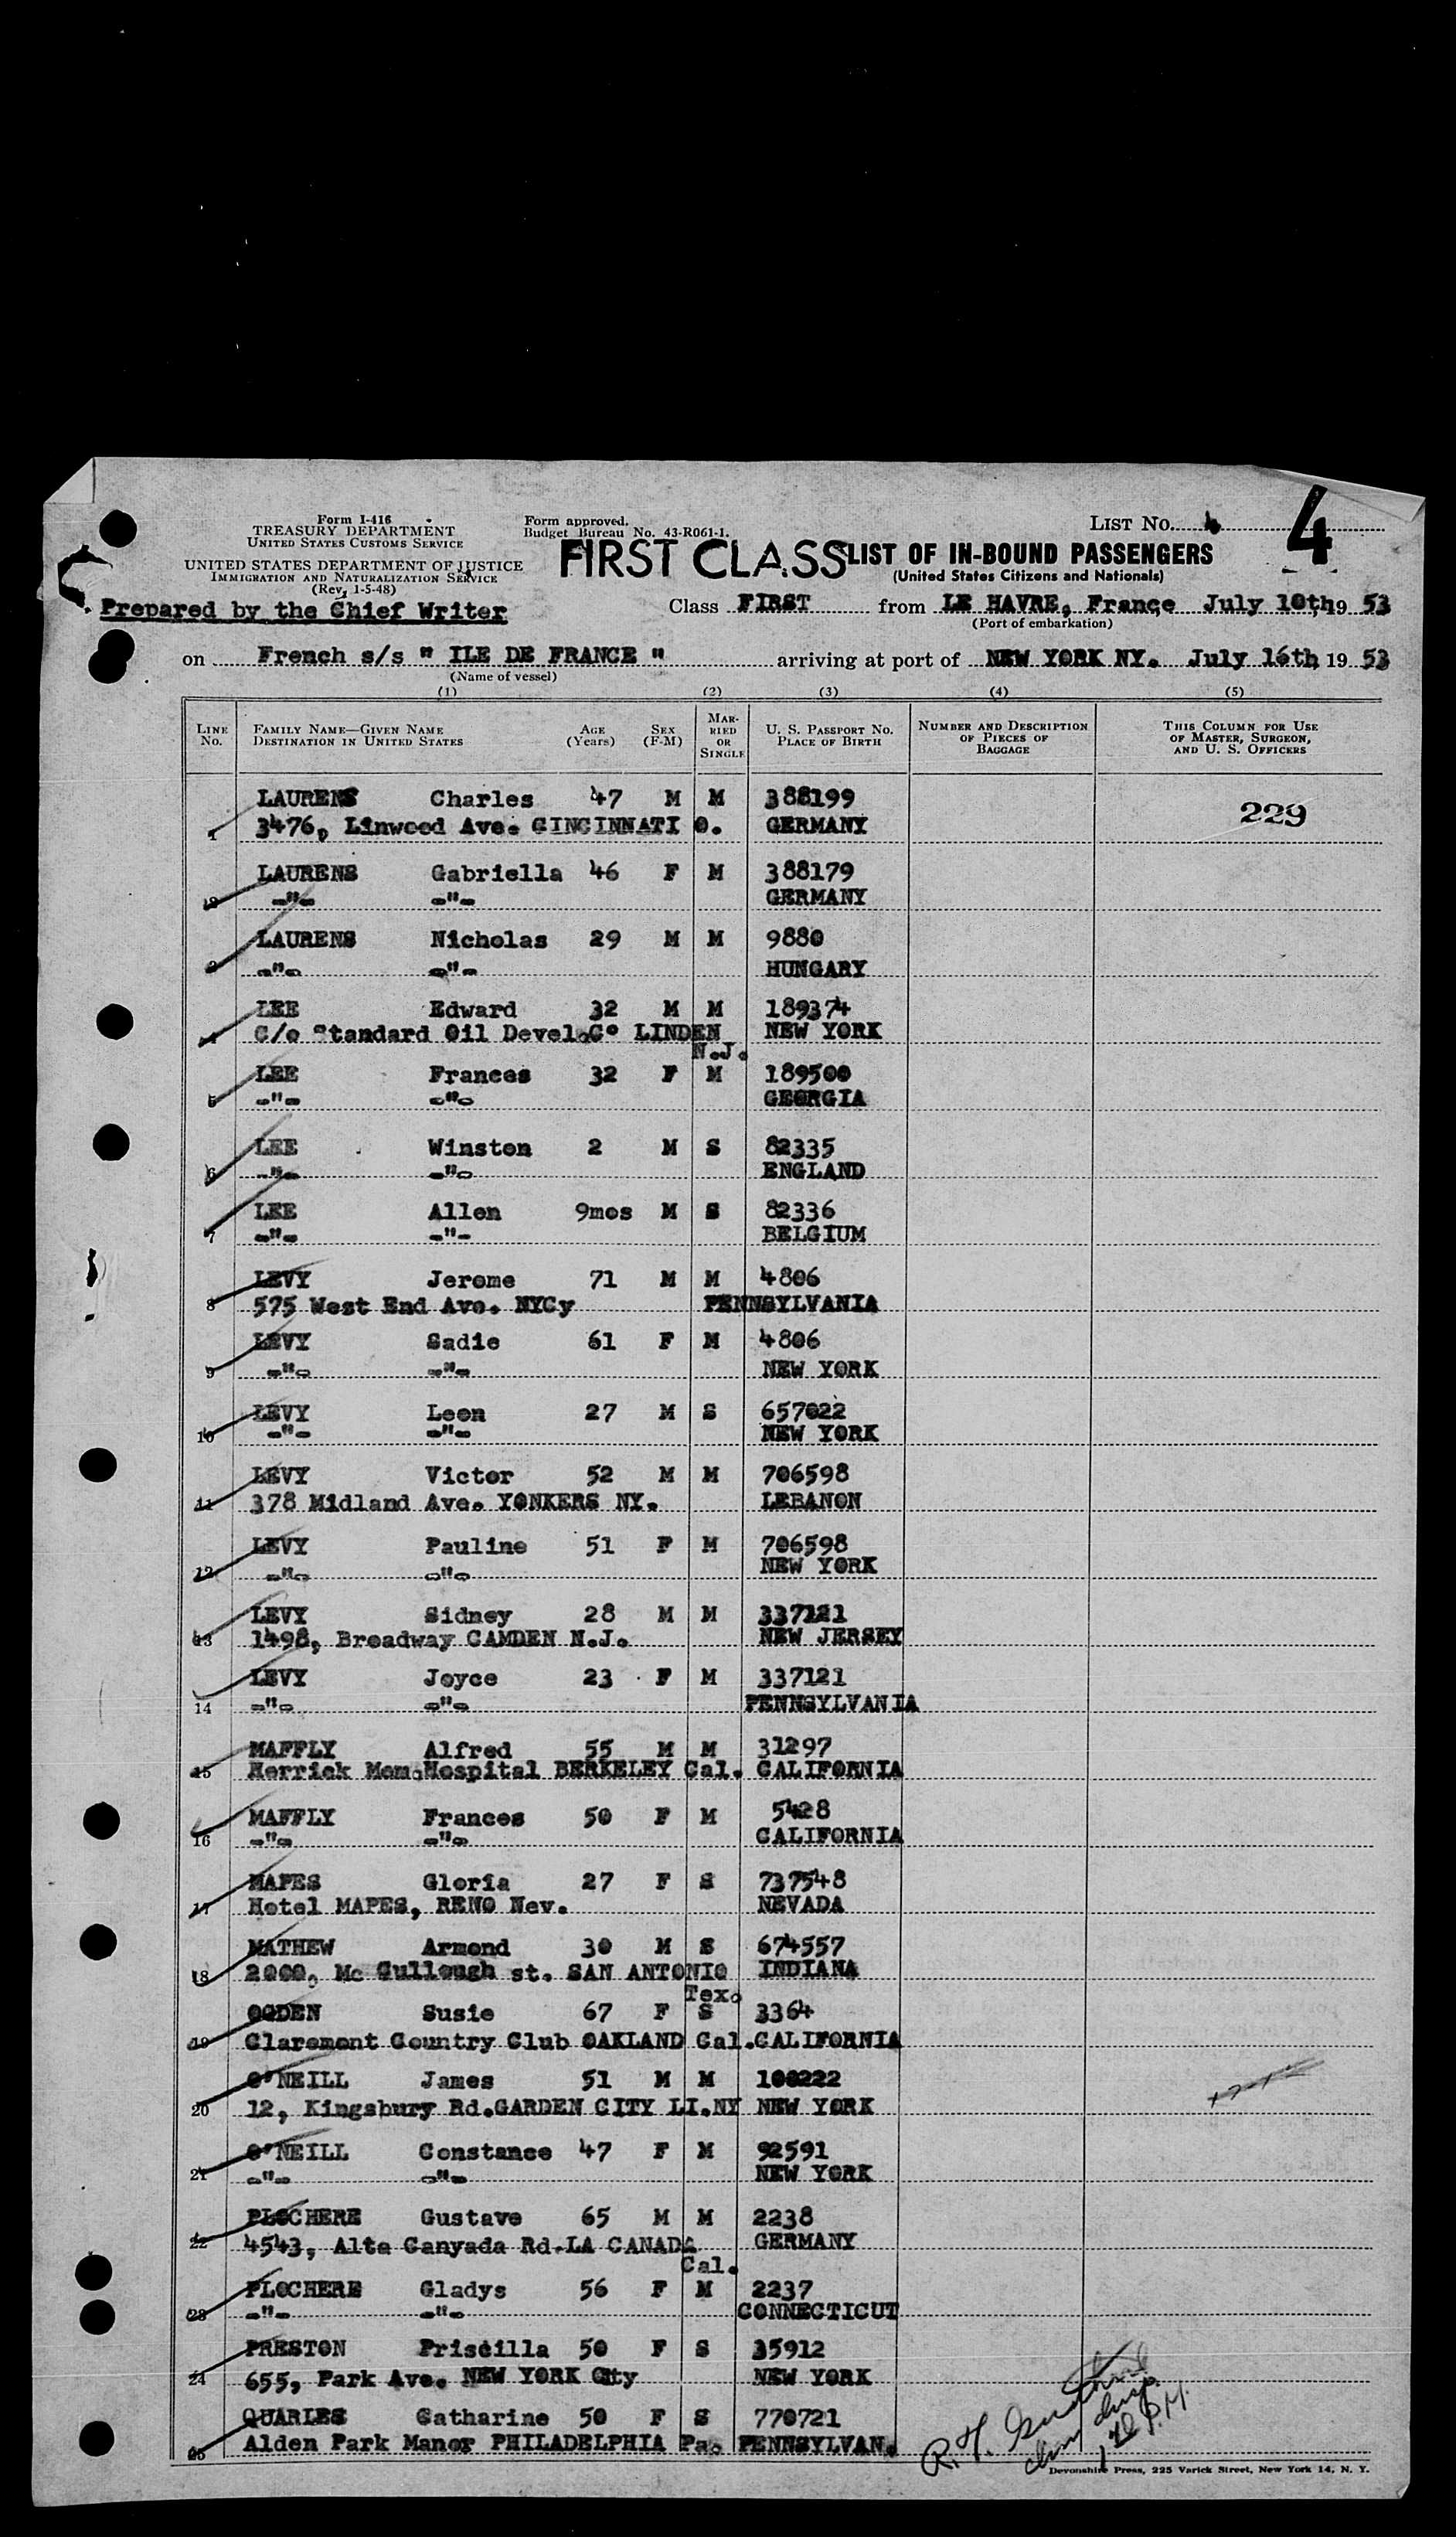 Form I-416
TREASURY DEPARTMENT
UNITED STATES CUSTOMS SERVICE
UNITED STATES DEPARTMENT OF JUSTICE
IMMIGRATION AND NATURALIZATION SERVICE
(Rev. 1-5-48)
Form approved.
Budget Bureau No. 43-R061-1.
LIST No. 4
4
FIRST CLASS LIST OF IN-BOUND PASSENGERS
(United States Citizens and Nationals)
Prepared by the Chief Writer
Class FIRST from LE HAVRE, France, July 10th, 19 53
(Port of embarkation)
on French s/s " ILE DE FRANCE " arriving at port of NEW YORK NY. July 16th, 19 53
(Name of vessel)
(1) (2) (3) (4) (5)
LINE No. FAMILY NAME—GIVEN NAME DESTINATION IN UNITED STATES AGE (Years) SEX (F-M) MARRIED OR SINGLE U. S. PASSPORT NO. PLACE OF BIRTH NUMBER AND DESCRIPTION OF PIECES OF BAGGAGE THIS COLUMN FOR USE OF MASTER, SURGEON, AND U. S. OFFICERS
LAURENS Charles 47 M M 388199 229
1 3476, Linwood Ave. CINCINNATI O. GERMANY
LAURENS Gabriella 46 F M 388179
2 -"- -"- GERMANY
LAURENS Nicholas 29 M M 9880
3 -"- -"- HUNGARY
LEE Edward 32 M M 189374
4 C/o Standard Oil Devel.Co LINDEN N.J. NEW YORK
LEE Frances 32 F M 189500
5 -"- -"- GEORGIA
LEE Winston 2 M S 82335
6 -"- -"- ENGLAND
LEE Allen 9mos M S 82336
7 -"- -"- BELGIUM
LEVY Jerome 71 M M 4806
8 575 West End Ave. NYCy PENNSYLVANIA
LEVY Sadie 61 F M 4806
9 -"- -"- NEW YORK
LEVY Leon 27 M S 657022
10 -"- -"- NEW YORK
LEVY Victor 52 M M 706598
11 378 Midland Ave. YONKERS NY. LEBANON
LEVY Pauline 51 F M 706598
12 -"- -"- NEW YORK
LEVY Sidney 28 M M 337121
13 1498, Broadway CAMDEN N.J. NEW JERSEY
LEVY Joyce 23 F M 337121
14 -"- -"- PENNSYLVANIA
MAFFLY Alfred 55 M M 31297
15 Herrick Mem.Hospital BERKELEY Cal. CALIFORNIA
MAFFLY Frances 50 F M 5428
16 -"- -"- CALIFORNIA
MAPES Gloria 27 F S 737548
17 Hotel MAPES, RENO Nev. NEVADA
MATHEW Armond 30 M S 674557
18 2000, Mc Cullough st. SAN ANTONIO Tex. INDIANA
OGDEN Susie 67 F S 3364
19 Claremont Country Club OAKLAND Cal. CALIFORNIA
O'NEILL James 51 M M 100222
20 12, Kingsbury Rd.GARDEN CITY LI.NY NEW YORK
O'NEILL Constance 47 F M 92591
21 -"- -"- NEW YORK
PLOCHERE Gustave 65 M M 2238
22 4543, Alta Canyada Rd.LA CANADA Cal. GERMANY
PLOCHERE Gladys 56 F M 2237
23 -"- -"- CONNECTICUT
PRESTON Priscilla 50 F S 35912
24 655, Park Ave. NEW YORK City NEW YORK
QUARLES Catharine 50 F S 770721
25 Alden Park Manor PHILADELPHIA Pa. PENNSYLVAN.
R. H.
Devonshire Press, 225 Varick Street, New York 14, N. Y.